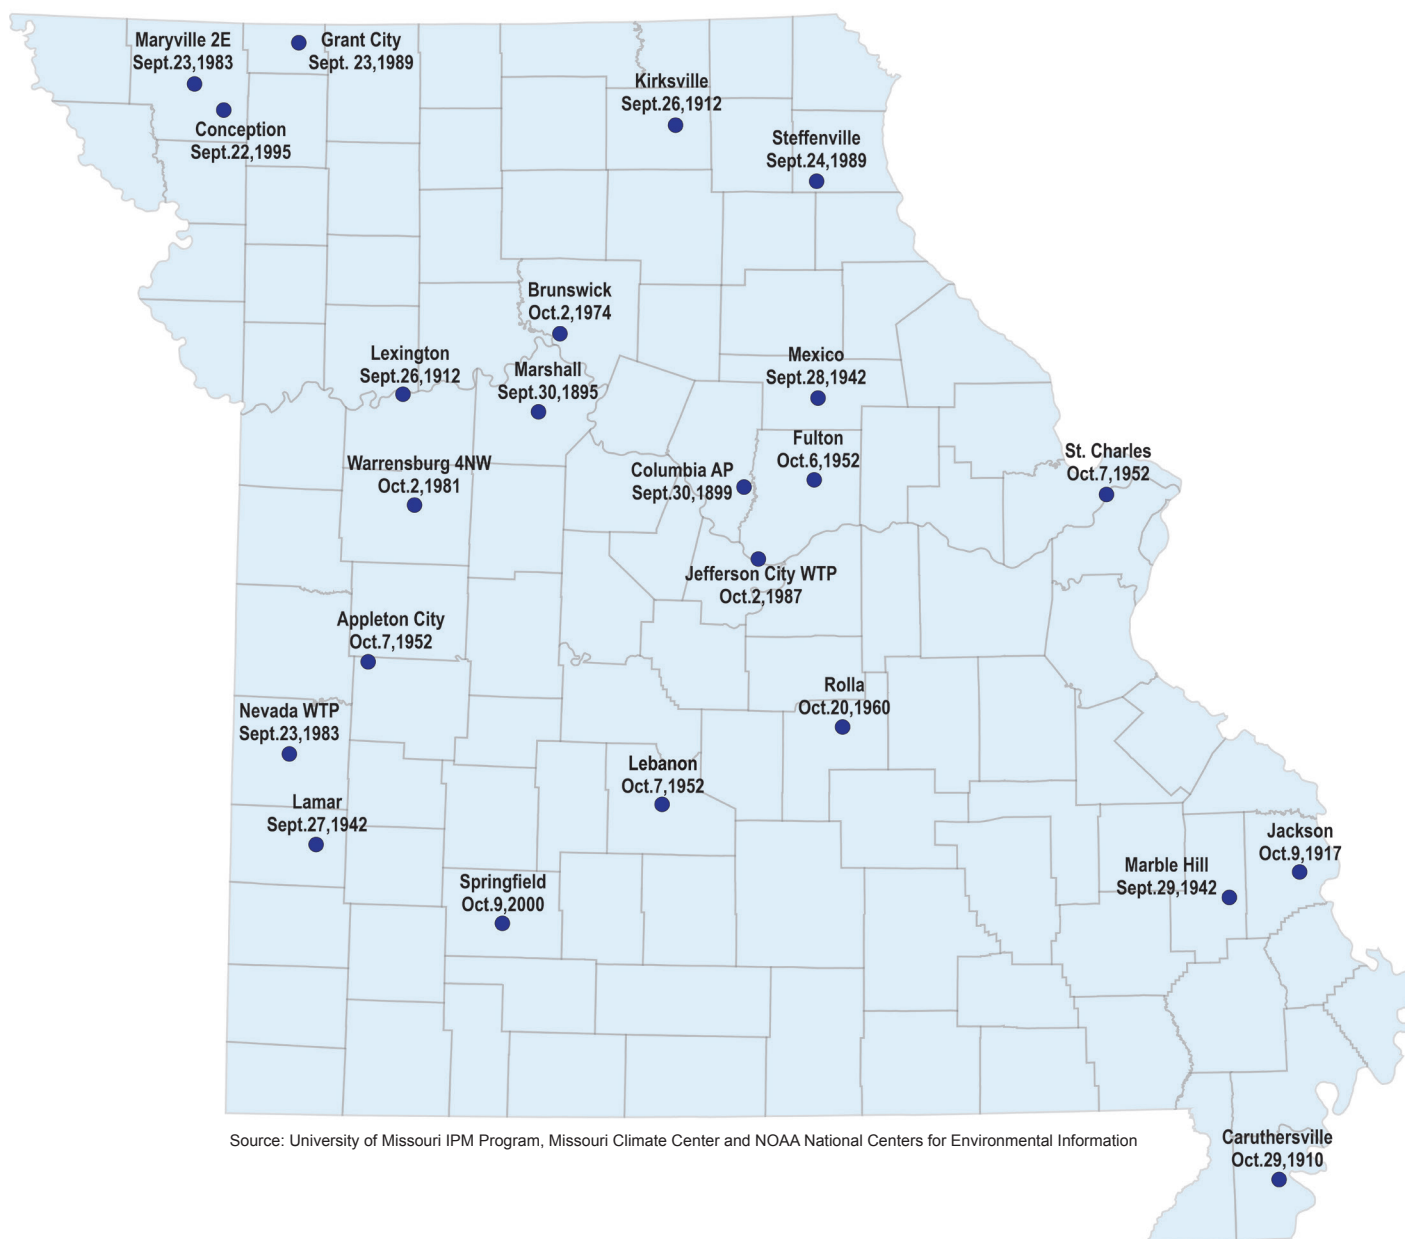 Maryville 2E
Sept.23,1983
Grant City
Sept. 23,1989
Conception
Sept.22,1995
Kirksville
Sept.26,1912
Steffenville
Sept.24,1989
Brunswick
Oct.2,1974
Lexington
Sept.26,1912
Marshall
Sept.30,1895
Mexico
Sept.28,1942
Warrensburg 4NW
Oct.2,1981
Columbia AP
Sept.30,1899
Fulton
Oct.6,1952
St. Charles
Oct.7,1952
Jefferson City WTP
Oct.2,1987
Appleton City
Oct.7,1952
Rolla
Oct.20,1960
Nevada WTP
Sept.23,1983
Lebanon
Oct.7,1952
Lamar
Sept.27,1942
Springfield
Oct.9,2000
Marble Hill
Sept.29,1942
Jackson
Oct.9,1917
Caruthersville
Oct.29,1910
Source: University of Missouri IPM Program, Missouri Climate Center and NOAA National Centers for Environmental Information